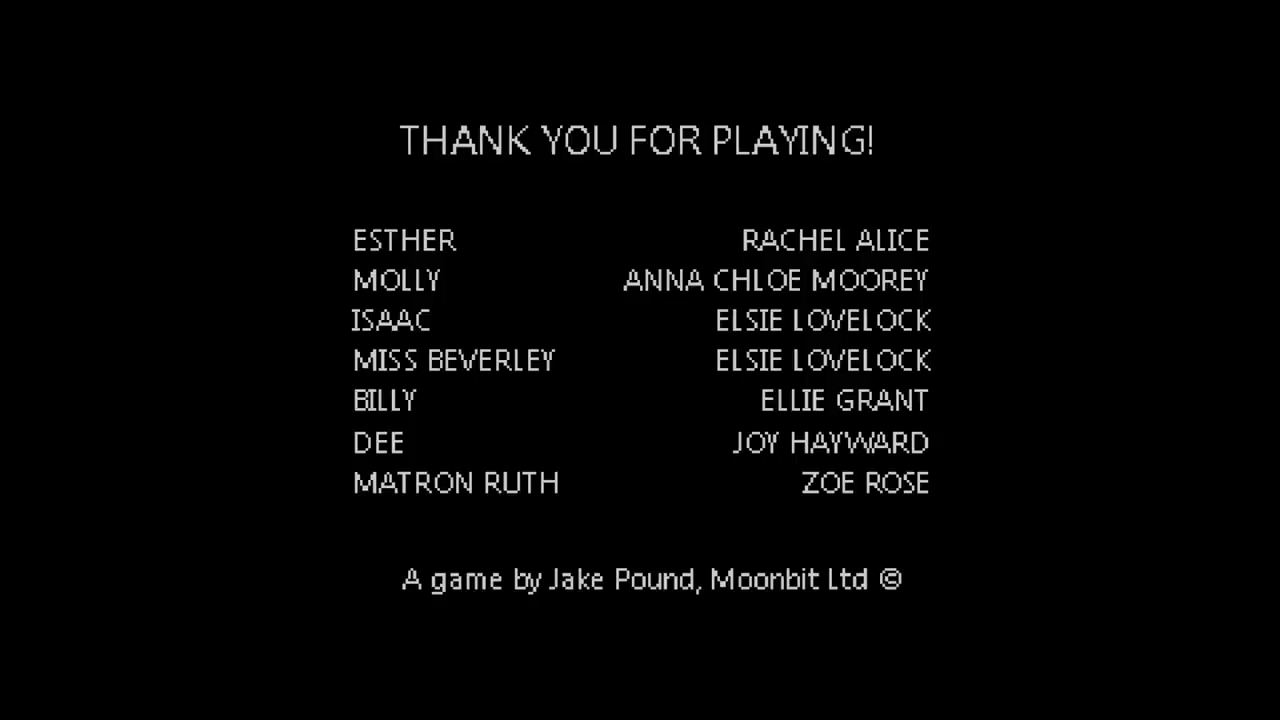 THANK YOU FOR PLAYING!
ESTHER RACHEL ALICE
MOLLY ANNA CHLOE MOOREY
ISAAC ELSIE LOVELOCK
MISS BEVERLEY ELSIE LOVELOCK
BILLY ELLIE GRANT
DEE JOY HAYWARD
MATRON RUTH ZOE ROSE
A game by Jake Pound, Moonbit Ltd ©